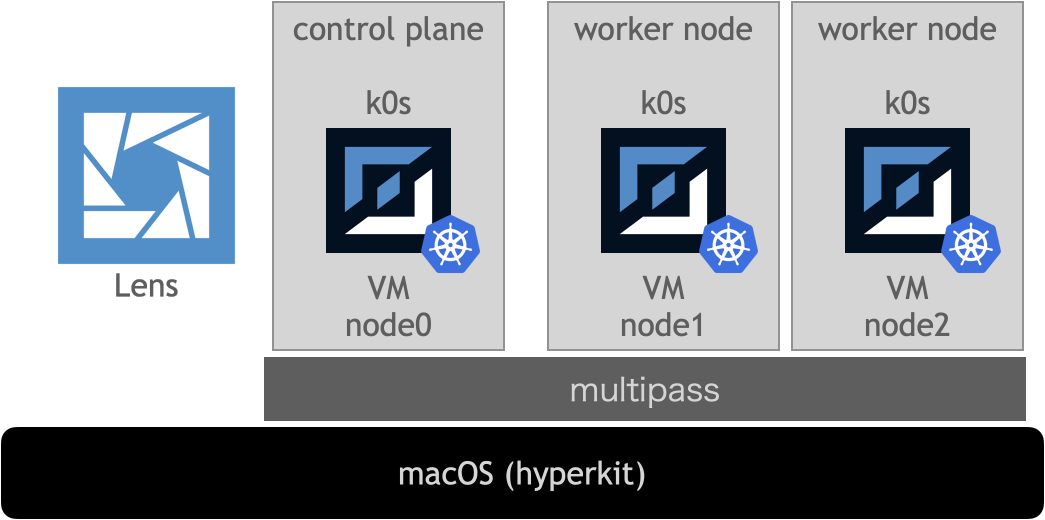 control plane
k0s
VM
node0
worker node
k0s
VM
node1
worker node
k0s
VM
node2
Lens
multipass
macOS (hyperkit)